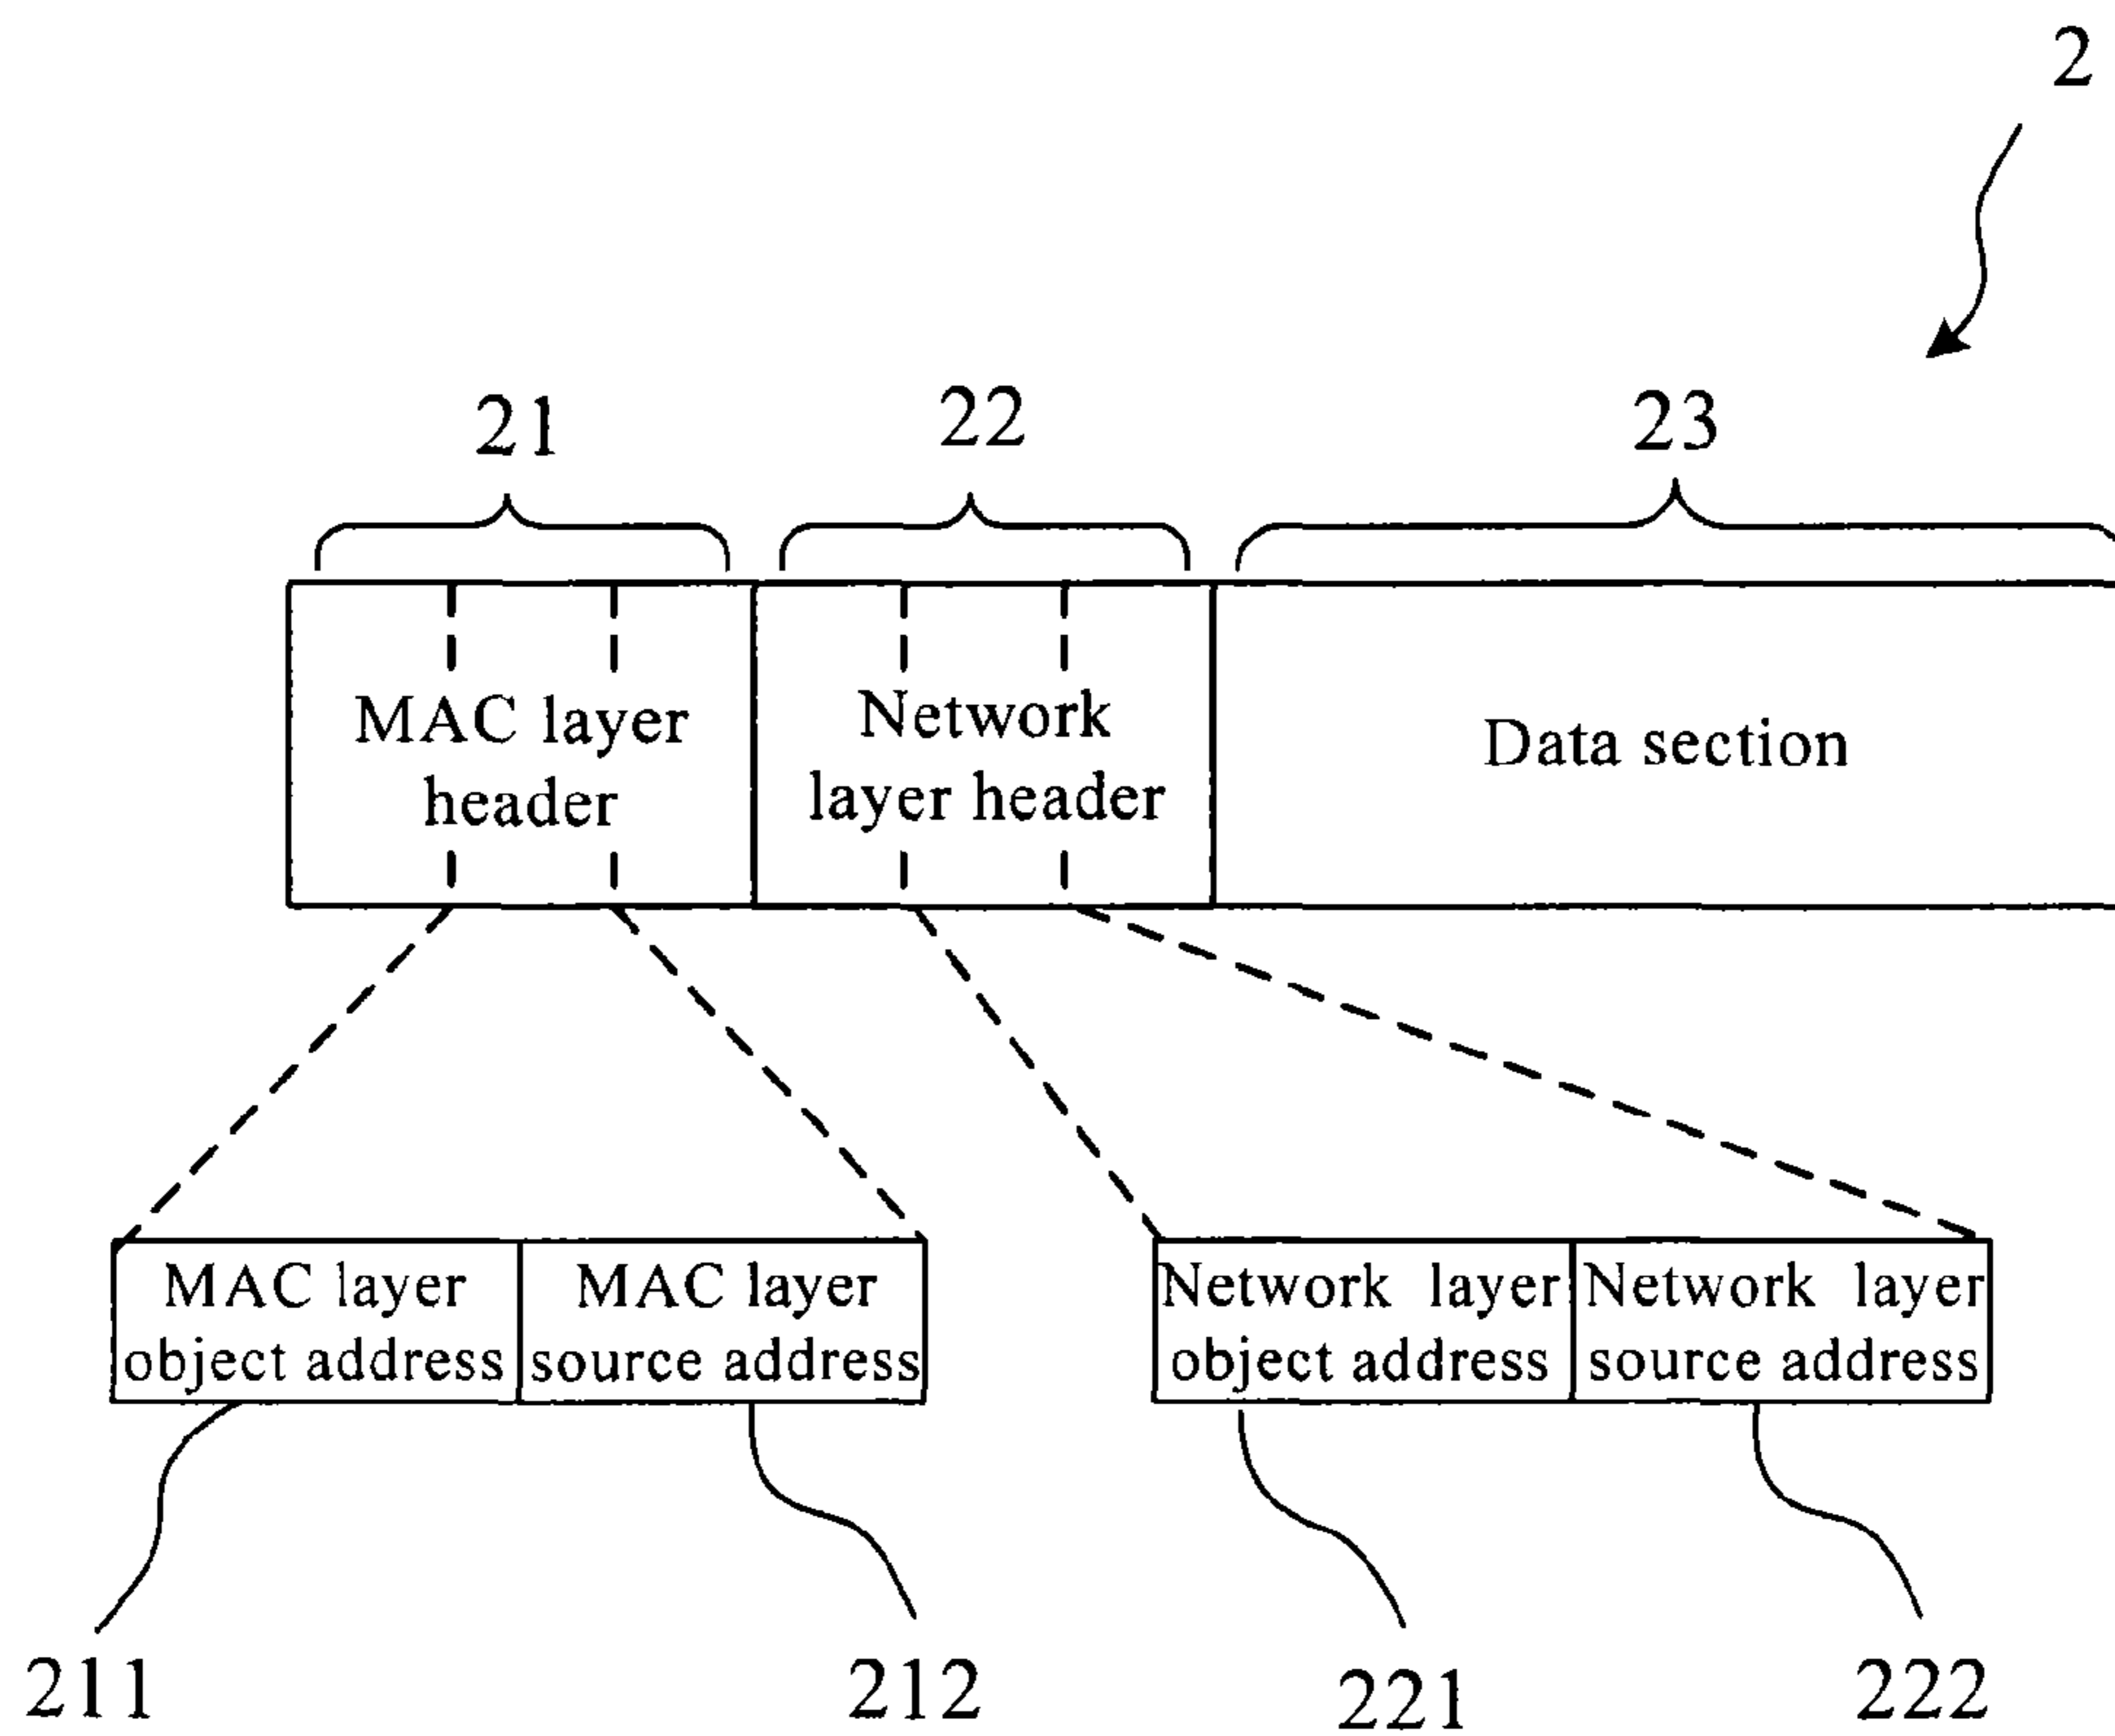 2
21
22
23
MAC layer
header
Network
layer header
Data section
MAC layer
object address
MAC layer
source address
Network layer
object address
Network layer
source address
211
212
221
222